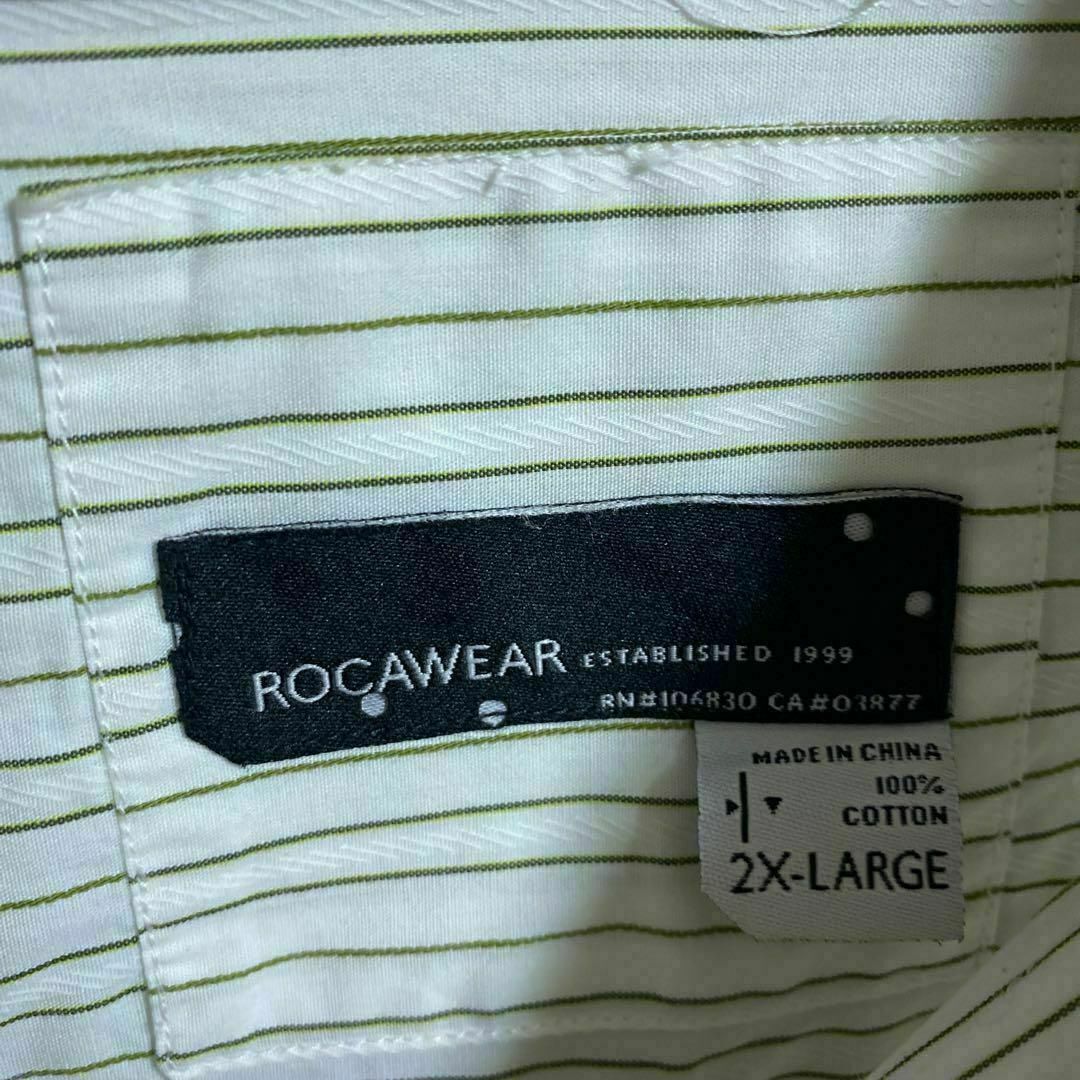 ROCAWEAR ESTABLISHED 1999
RN#106830 CA#03877
MADE IN CHINA
100%
COTTON
2X-LARGE